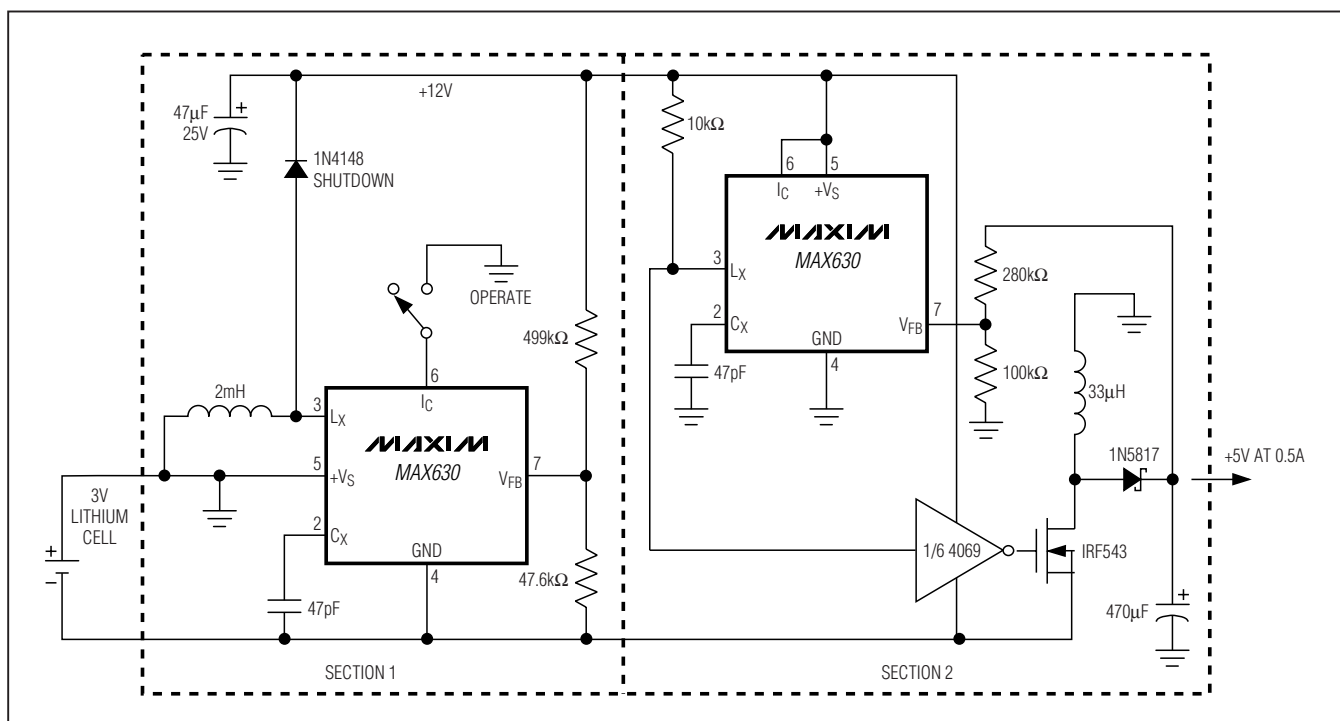 +12V
47µF
25V
+
1N4148
SHUTDOWN
OPERATE
499kΩ
2mH
3
LX
6
IC
MAXIM
MAX630
5
+VS
7
VFB
2
CX
GND
4
3V
LITHIUM
CELL
+
−
47pF
47.6kΩ
SECTION 1
10kΩ
6
IC
5
+VS
MAXIM
MAX630
3
LX
2
CX
7
VFB
GND
4
47pF
280kΩ
100kΩ
33µH
1N5817
+5V AT 0.5A
1/6 4069
IRF543
470µF
+
SECTION 2